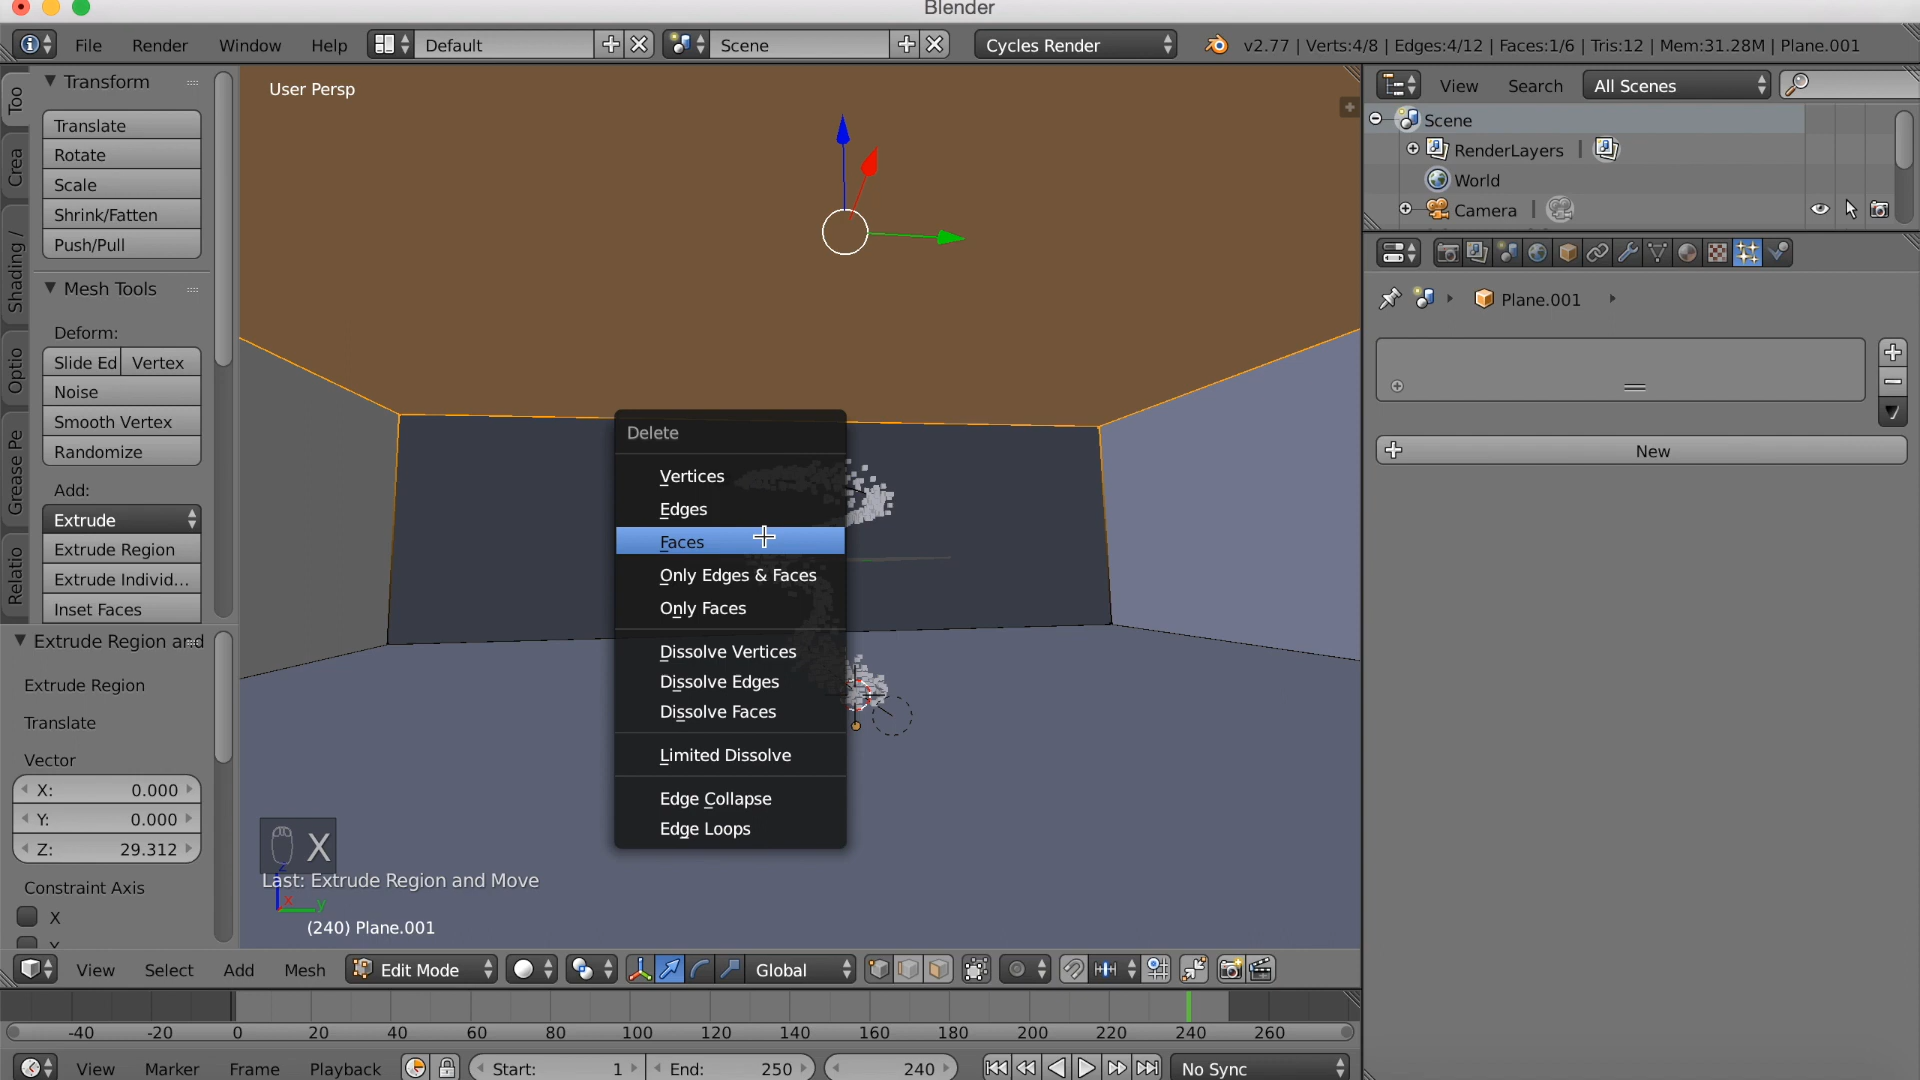 Blender
File Render Window Help Default Scene Cycles Render v2.77 | Verts:4/8 | Edges:4/12 | Faces:1/6 | Tris:12 | Mem:31.28M | Plane.001
Too
Crea
Shading /
Optio
Grease Pe
Relatio
Transform
Translate
Rotate
Scale
Shrink/Fatten
Push/Pull
Mesh Tools
Deform:
Slide Ed Vertex
Noise
Smooth Vertex
Randomize
Add:
Extrude
Extrude Region
Extrude Individ...
Inset Faces
Extrude Region and
Extrude Region
Translate
Vector
X: 0.000
Y: 0.000
Z: 29.312
Constraint Axis
X
Y
User Persp
Delete
Vertices
Edges
Faces
Only Edges & Faces
Only Faces
Dissolve Vertices
Dissolve Edges
Dissolve Faces
Limited Dissolve
Edge Collapse
Edge Loops
X
Last: Extrude Region and Move
z
x y
(240) Plane.001
View Select Add Mesh Edit Mode Global
-40 -20 0 20 40 60 80 100 120 140 160 180 200 220 240 260
View Marker Frame Playback Start: 1 End: 250 240 No Sync
View Search All Scenes
Scene
RenderLayers |
World
Camera |
Plane.001
New